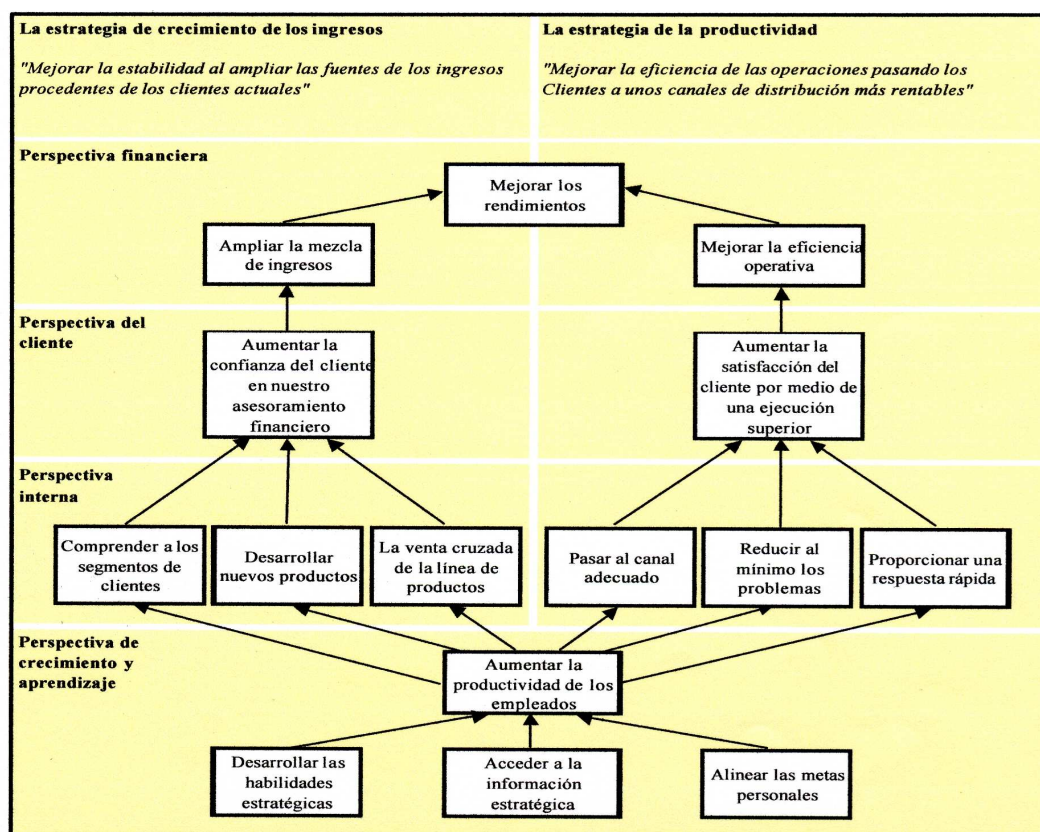 La estrategia de crecimiento de los ingresos
"Mejorar la estabilidad al ampliar las fuentes de los ingresos
procedentes de los clientes actuales"
La estrategia de la productividad
"Mejorar la eficiencia de las operaciones pasando los
Clientes a unos canales de distribución más rentables"
Perspectiva financiera
Mejorar los
rendimientos
Ampliar la mezcla
de ingresos
Mejorar la eficiencia
operativa
Perspectiva del
cliente
Aumentar la
confianza del cliente
en nuestro
asesoramiento
financiero
Aumentar la
satisfacción del
cliente por medio de
una ejecución
superior
Perspectiva
interna
Comprender a los
segmentos de
clientes
Desarrollar
nuevos productos
La venta cruzada
de la línea de
productos
Pasar al canal
adecuado
Reducir al
mínimo los
problemas
Proporcionar una
respuesta rápida
Perspectiva de
crecimiento y
aprendizaje
Aumentar la
productividad de los
empleados
Desarrollar las
habilidades
estratégicas
Acceder a la
información
estratégica
Alinear las metas
personales